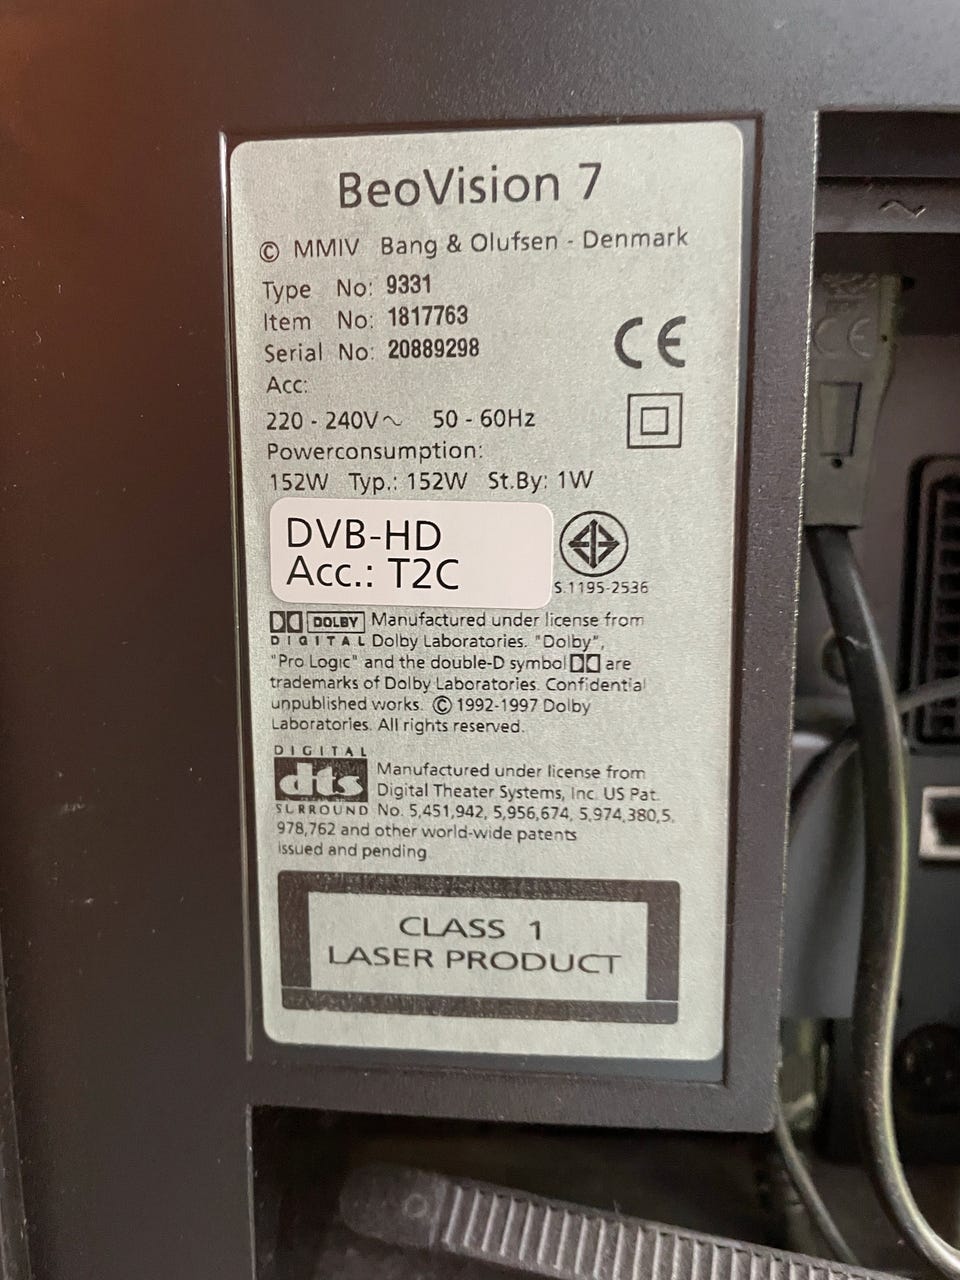 BeoVision 7
© MMIV Bang & Olufsen - Denmark
Type No: 9331
Item No: 1817763
Serial No: 20889298
Acc:
220 - 240V~ 50 - 60Hz
Powerconsumption:
152W Typ.: 152W St.By: 1W
CE
DVB-HD
Acc.: T2C
S.1195-2536
DOLBY
DIGITAL
Manufactured under license from
Dolby Laboratories. "Dolby",
"Pro Logic" and the double-D symbol are
trademarks of Dolby Laboratories. Confidential
unpublished works. © 1992-1997 Dolby
Laboratories. All rights reserved.
DIGITAL
dts
SURROUND
Manufactured under license from
Digital Theater Systems, Inc. US Pat.
No. 5,451,942, 5,956,674, 5,974,380,5,
978,762 and other world-wide patents
issued and pending
CLASS 1
LASER PRODUCT
~
CE